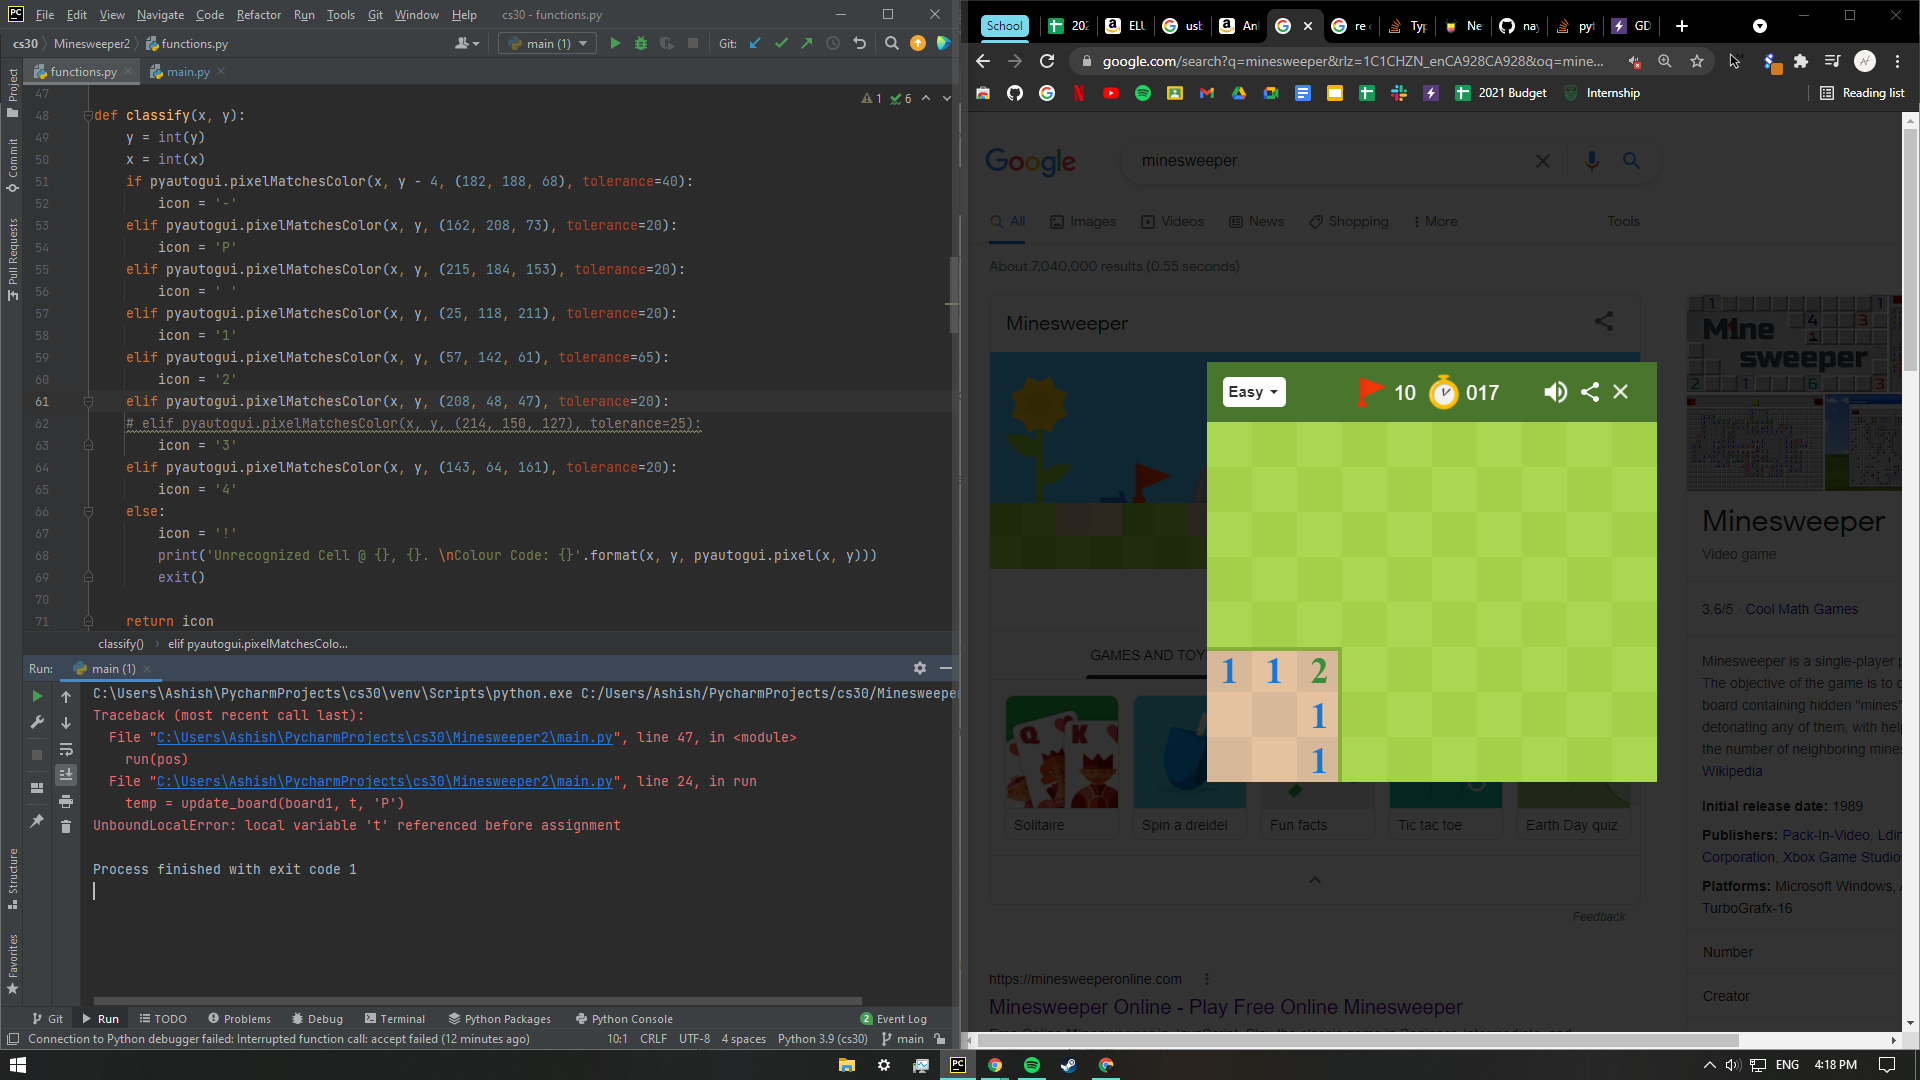 File Edit View Navigate Code Refactor Run Tools Git Window Help cs30 - functions.py
cs30 Minesweeper2 functions.py
main (1)
Git:
functions.py
main.py
1 6
47
48 def classify(x, y):
49 y = int(y)
50 x = int(x)
51 if pyautogui.pixelMatchesColor(x, y - 4, (182, 188, 68), tolerance=40):
52 icon = '-'
53 elif pyautogui.pixelMatchesColor(x, y, (162, 208, 73), tolerance=20):
54 icon = 'P'
55 elif pyautogui.pixelMatchesColor(x, y, (215, 184, 153), tolerance=20):
56 icon = ' '
57 elif pyautogui.pixelMatchesColor(x, y, (25, 118, 211), tolerance=20):
58 icon = '1'
59 elif pyautogui.pixelMatchesColor(x, y, (57, 142, 61), tolerance=65):
60 icon = '2'
61 elif pyautogui.pixelMatchesColor(x, y, (208, 48, 47), tolerance=20):
62 # elif pyautogui.pixelMatchesColor(x, y, (214, 150, 127), tolerance=25):
63 icon = '3'
64 elif pyautogui.pixelMatchesColor(x, y, (143, 64, 161), tolerance=20):
65 icon = '4'
66 else:
67 icon = '!'
68 print('Unrecognized Cell @ {}, {}. \nColour Code: {}'.format(x, y, pyautogui.pixel(x, y)))
69 exit()
70
71 return icon
classify() elif pyautogui.pixelMatchesColo...
Project
Commit
Pull Requests
Structure
Favorites
Run: main (1)
C:\Users\Ashish\PycharmProjects\cs30\venv\Scripts\python.exe C:/Users/Ashish/PycharmProjects/cs30/Minesweeper
Traceback (most recent call last):
File "C:\Users\Ashish\PycharmProjects\cs30\Minesweeper2\main.py", line 47, in <module>
run(pos)
File "C:\Users\Ashish\PycharmProjects\cs30\Minesweeper2\main.py", line 24, in run
temp = update_board(board1, t, 'P')
UnboundLocalError: local variable 't' referenced before assignment
Process finished with exit code 1
Git Run TODO Problems Debug Terminal Python Packages Python Console 2 Event Log
Connection to Python debugger failed: Interrupted function call: accept failed (12 minutes ago) 10:1 CRLF UTF-8 4 spaces Python 3.9 (cs30) main
School 202 ELU usb An re c Typ Ne nay pyt GD
google.com/search?q=minesweeper&rlz=1C1CHZN_enCA928CA928&oq=mine...
2021 Budget Internship Reading list
Google minesweeper
All Images Videos News Shopping More Tools
About 7,040,000 results (0.55 seconds)
Minesweeper
Easy 10 017
1 1 2
1
1
GAMES AND TOY
Solitaire Spin a dreidel Fun facts Tic tac toe Earth Day quiz
Feedback
https://minesweeperonline.com
Minesweeper Online - Play Free Online Minesweeper
Mine
sweeper
Minesweeper
Video game
3.6/5 · Cool Math Games
Minesweeper is a single-player p
The objective of the game is to c
board containing hidden "mines"
detonating any of them, with help
the number of neighboring mines
Wikipedia
Initial release date: 1989
Publishers: Pack-In-Video, Ldin
Corporation, Xbox Game Studios
Platforms: Microsoft Windows,
TurboGrafx-16
Number
Creator
ENG 4:18 PM